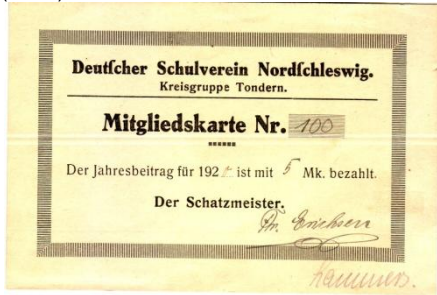 Deutſcher Schulverein Nordſchleswig.
Kreisgruppe Tondern.
Mitgliedskarte Nr. 100
Der Jahresbeitrag für 192 ist mit 5 Mk. bezahlt.
Der Schatzmeister.
Erichsen